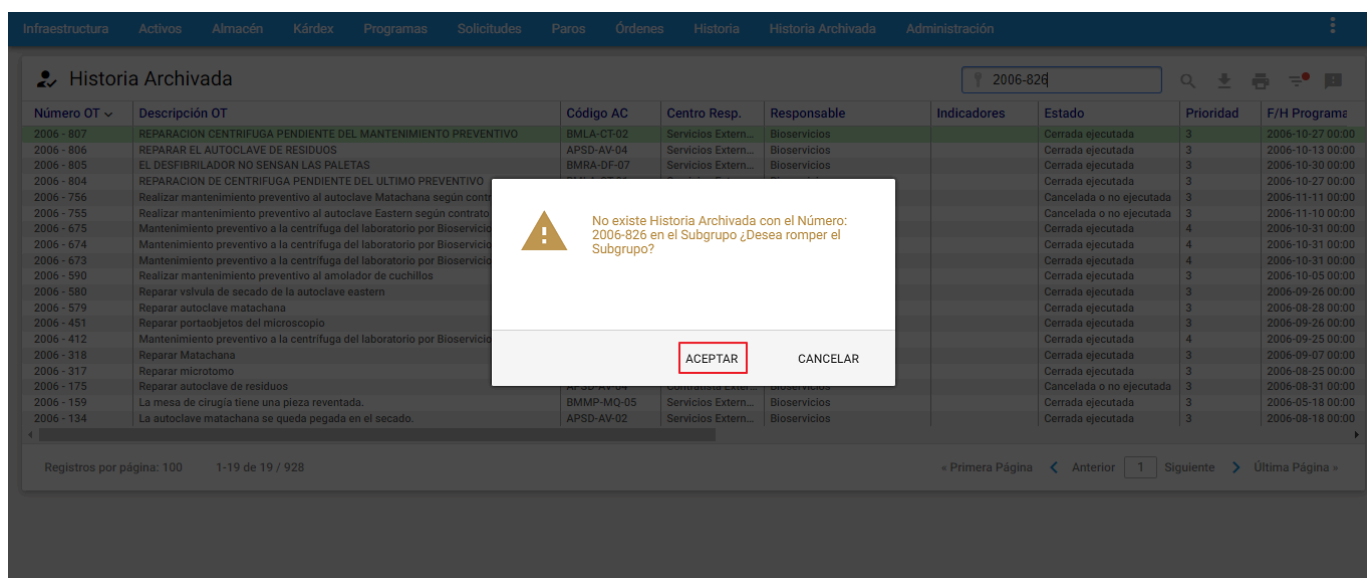 Infraestructura Activos Almacén Kárdex Programas Solicitudes Paros Órdenes Historia Historia Archivada Administración
Historia Archivada 2006-826
Número OT Descripción OT Código AC Centro Resp. Responsable Indicadores Estado Prioridad F/H Programa
2006 - 807 REPARACION CENTRIFUGA PENDIENTE DEL MANTENIMIENTO PREVENTIVO BMLA-CT-02 Servicios Extern... Bioservicios Cerrada ejecutada 3 2006-10-27 00:00
2006 - 806 REPARAR EL AUTOCLAVE DE RESIDUOS APSD-AV-04 Servicios Extern... Bioservicios Cerrada ejecutada 3 2006-10-13 00:00
2006 - 805 EL DESFIBRILADOR NO SENSAN LAS PALETAS BMRA-DF-07 Servicios Extern... Bioservicios Cerrada ejecutada 3 2006-10-30 00:00
2006 - 804 REPARACION DE CENTRIFUGA PENDIENTE DEL ULTIMO PREVENTIVO Cerrada ejecutada 3 2006-10-27 00:00
2006 - 756 Realizar mantenimiento preventivo al autoclave Matachana según contr Cancelada o no ejecutada 3 2006-11-11 00:00
2006 - 755 Realizar mantenimiento preventivo al autoclave Eastern según contrato Cancelada o no ejecutada 3 2006-11-10 00:00
2006 - 675 Mantenimiento preventivo a la centrífuga del laboratorio por Bioservicio Cerrada ejecutada 4 2006-10-31 00:00
2006 - 674 Mantenimiento preventivo a la centrífuga del laboratorio por Bioservicio Cerrada ejecutada 4 2006-10-31 00:00
2006 - 673 Mantenimiento preventivo a la centrífuga del laboratorio por Bioservicio Cerrada ejecutada 4 2006-10-31 00:00
2006 - 590 Realizar mantenimiento preventivo al amolador de cuchillos Cerrada ejecutada 3 2006-10-05 00:00
2006 - 580 Reparar vslvula de secado de la autoclave eastern Cerrada ejecutada 3 2006-09-26 00:00
2006 - 579 Reparar autoclave matachana Cerrada ejecutada 3 2006-08-28 00:00
2006 - 451 Reparar portaobjetos del microscopio Cerrada ejecutada 3 2006-09-26 00:00
2006 - 412 Mantenimiento preventivo a la centrífuga del laboratorio por Bioservicio Cerrada ejecutada 4 2006-09-25 00:00
2006 - 318 Reparar Matachana Cerrada ejecutada 3 2006-09-07 00:00
2006 - 317 Reparar microtomo Cerrada ejecutada 3 2006-08-25 00:00
2006 - 175 Reparar autoclave de residuos APSD-AV-04 Contratista Exter... Bioservicios Cancelada o no ejecutada 3 2006-08-31 00:00
2006 - 159 La mesa de cirugía tiene una pieza reventada. BMMP-MQ-05 Servicios Extern... Bioservicios Cerrada ejecutada 3 2006-05-18 00:00
2006 - 134 La autoclave matachana se queda pegada en el secado. APSD-AV-02 Servicios Extern... Bioservicios Cerrada ejecutada 3 2006-08-18 00:00
No existe Historia Archivada con el Número:
2006-826 en el Subgrupo ¿Desea romper el
Subgrupo?
ACEPTAR CANCELAR
Registros por página: 100 1-19 de 19 / 928 « Primera Página Anterior 1 Siguiente Última Página »